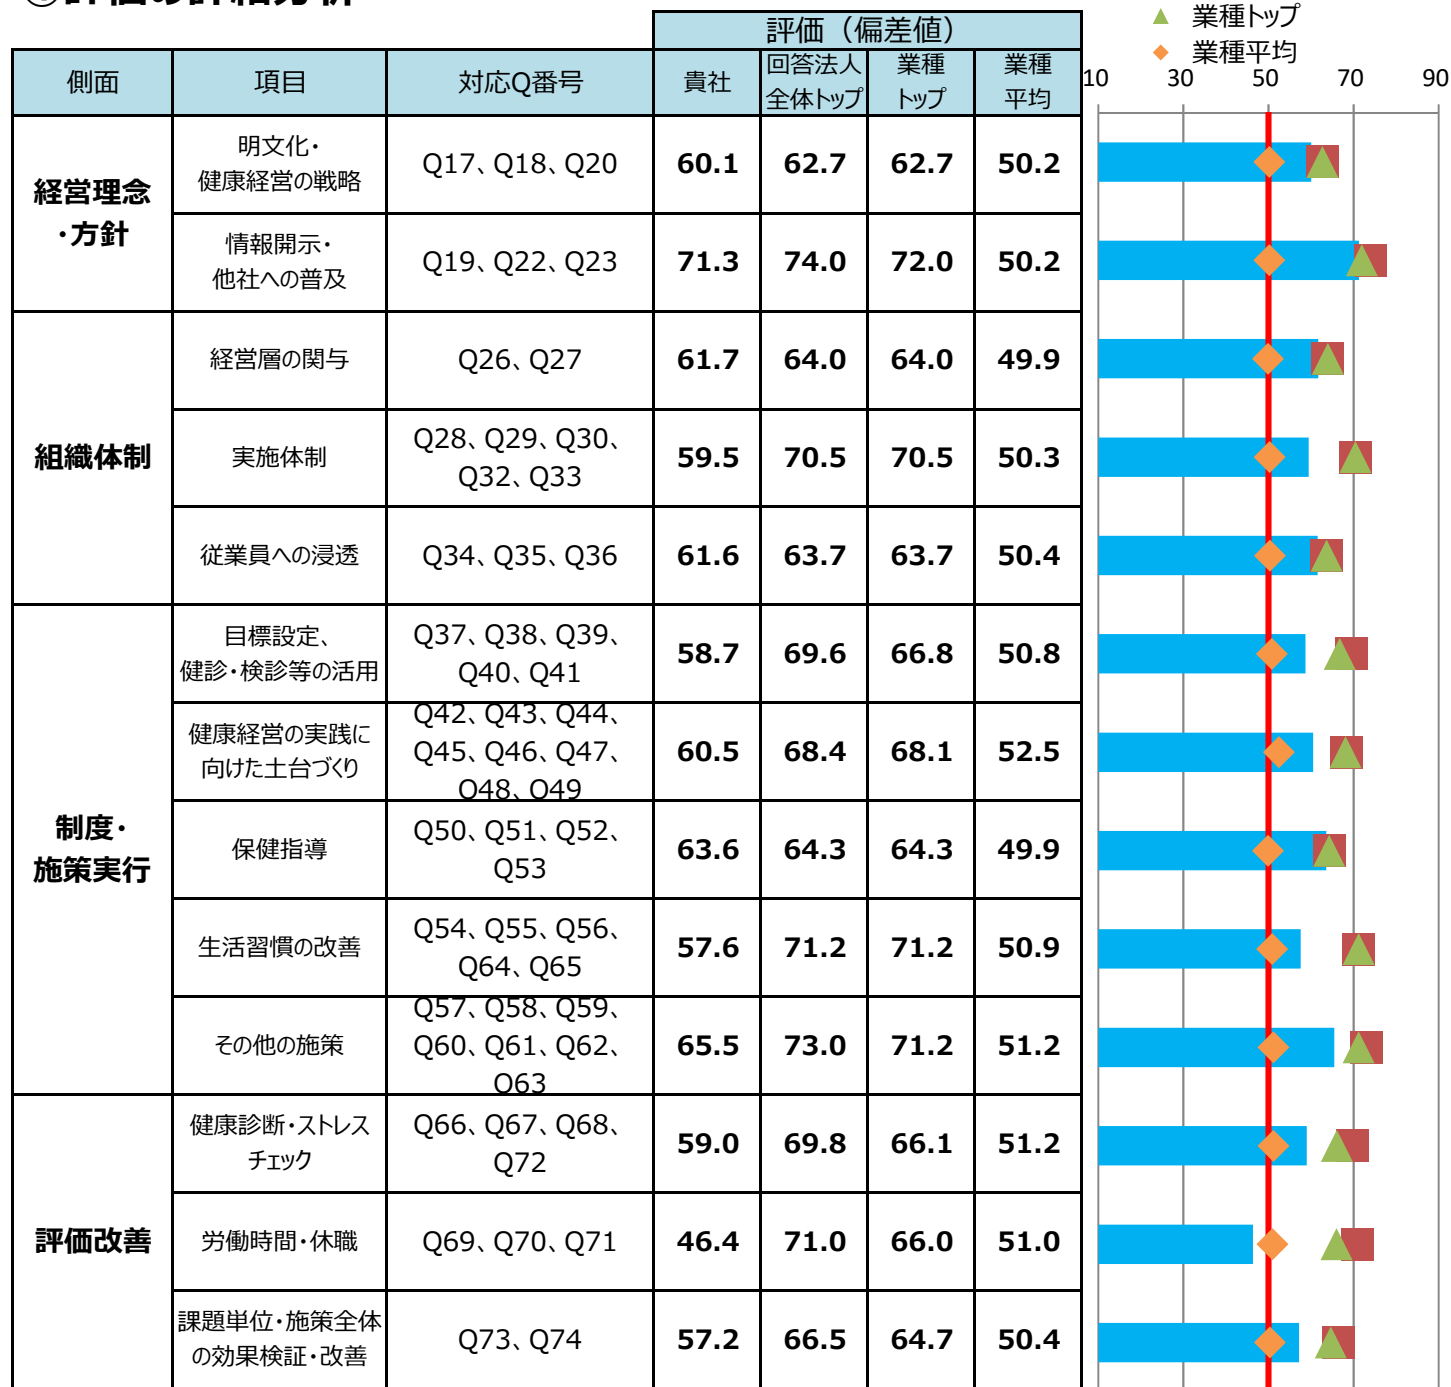 ①評価の詳細分析
業種トップ
業種平均
評価（偏差値）
側面 項目 対応Q番号 貴社 回答法人全体トップ 業種トップ 業種平均
10 30 50 70 90
経営理念・方針
明文化・健康経営の戦略 Q17、Q18、Q20 60.1 62.7 62.7 50.2
情報開示・他社への普及 Q19、Q22、Q23 71.3 74.0 72.0 50.2
組織体制
経営層の関与 Q26、Q27 61.7 64.0 64.0 49.9
実施体制 Q28、Q29、Q30、Q32、Q33 59.5 70.5 70.5 50.3
従業員への浸透 Q34、Q35、Q36 61.6 63.7 63.7 50.4
制度・施策実行
目標設定、健診・検診等の活用 Q37、Q38、Q39、Q40、Q41 58.7 69.6 66.8 50.8
健康経営の実践に向けた土台づくり Q42、Q43、Q44、Q45、Q46、Q47、Q48、Q49 60.5 68.4 68.1 52.5
保健指導 Q50、Q51、Q52、Q53 63.6 64.3 64.3 49.9
生活習慣の改善 Q54、Q55、Q56、Q64、Q65 57.6 71.2 71.2 50.9
その他の施策 Q57、Q58、Q59、Q60、Q61、Q62、Q63 65.5 73.0 71.2 51.2
評価改善
健康診断・ストレスチェック Q66、Q67、Q68、Q72 59.0 69.8 66.1 51.2
労働時間・休職 Q69、Q70、Q71 46.4 71.0 66.0 51.0
課題単位・施策全体の効果検証・改善 Q73、Q74 57.2 66.5 64.7 50.4